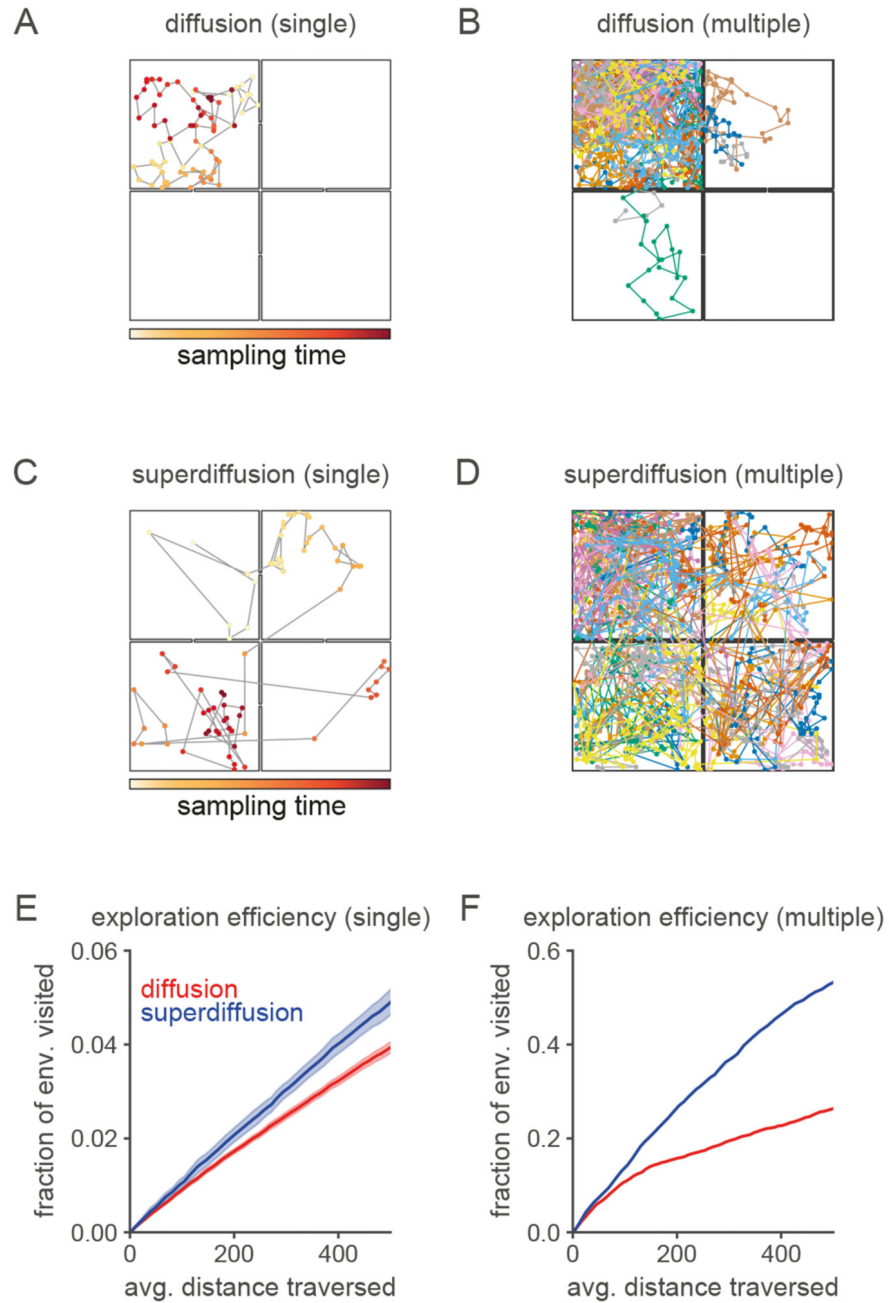 A diffusion (single)
B diffusion (multiple)
sampling time
C superdiffusion (single)
D superdiffusion (multiple)
sampling time
E exploration efficiency (single)
0.06
0.04
0.02
0.00
fraction of env. visited
diffusion
superdiffusion
0 200 400
avg. distance traversed
F exploration efficiency (multiple)
0.6
0.4
0.2
0.0
fraction of env. visited
0 200 400
avg. distance traversed